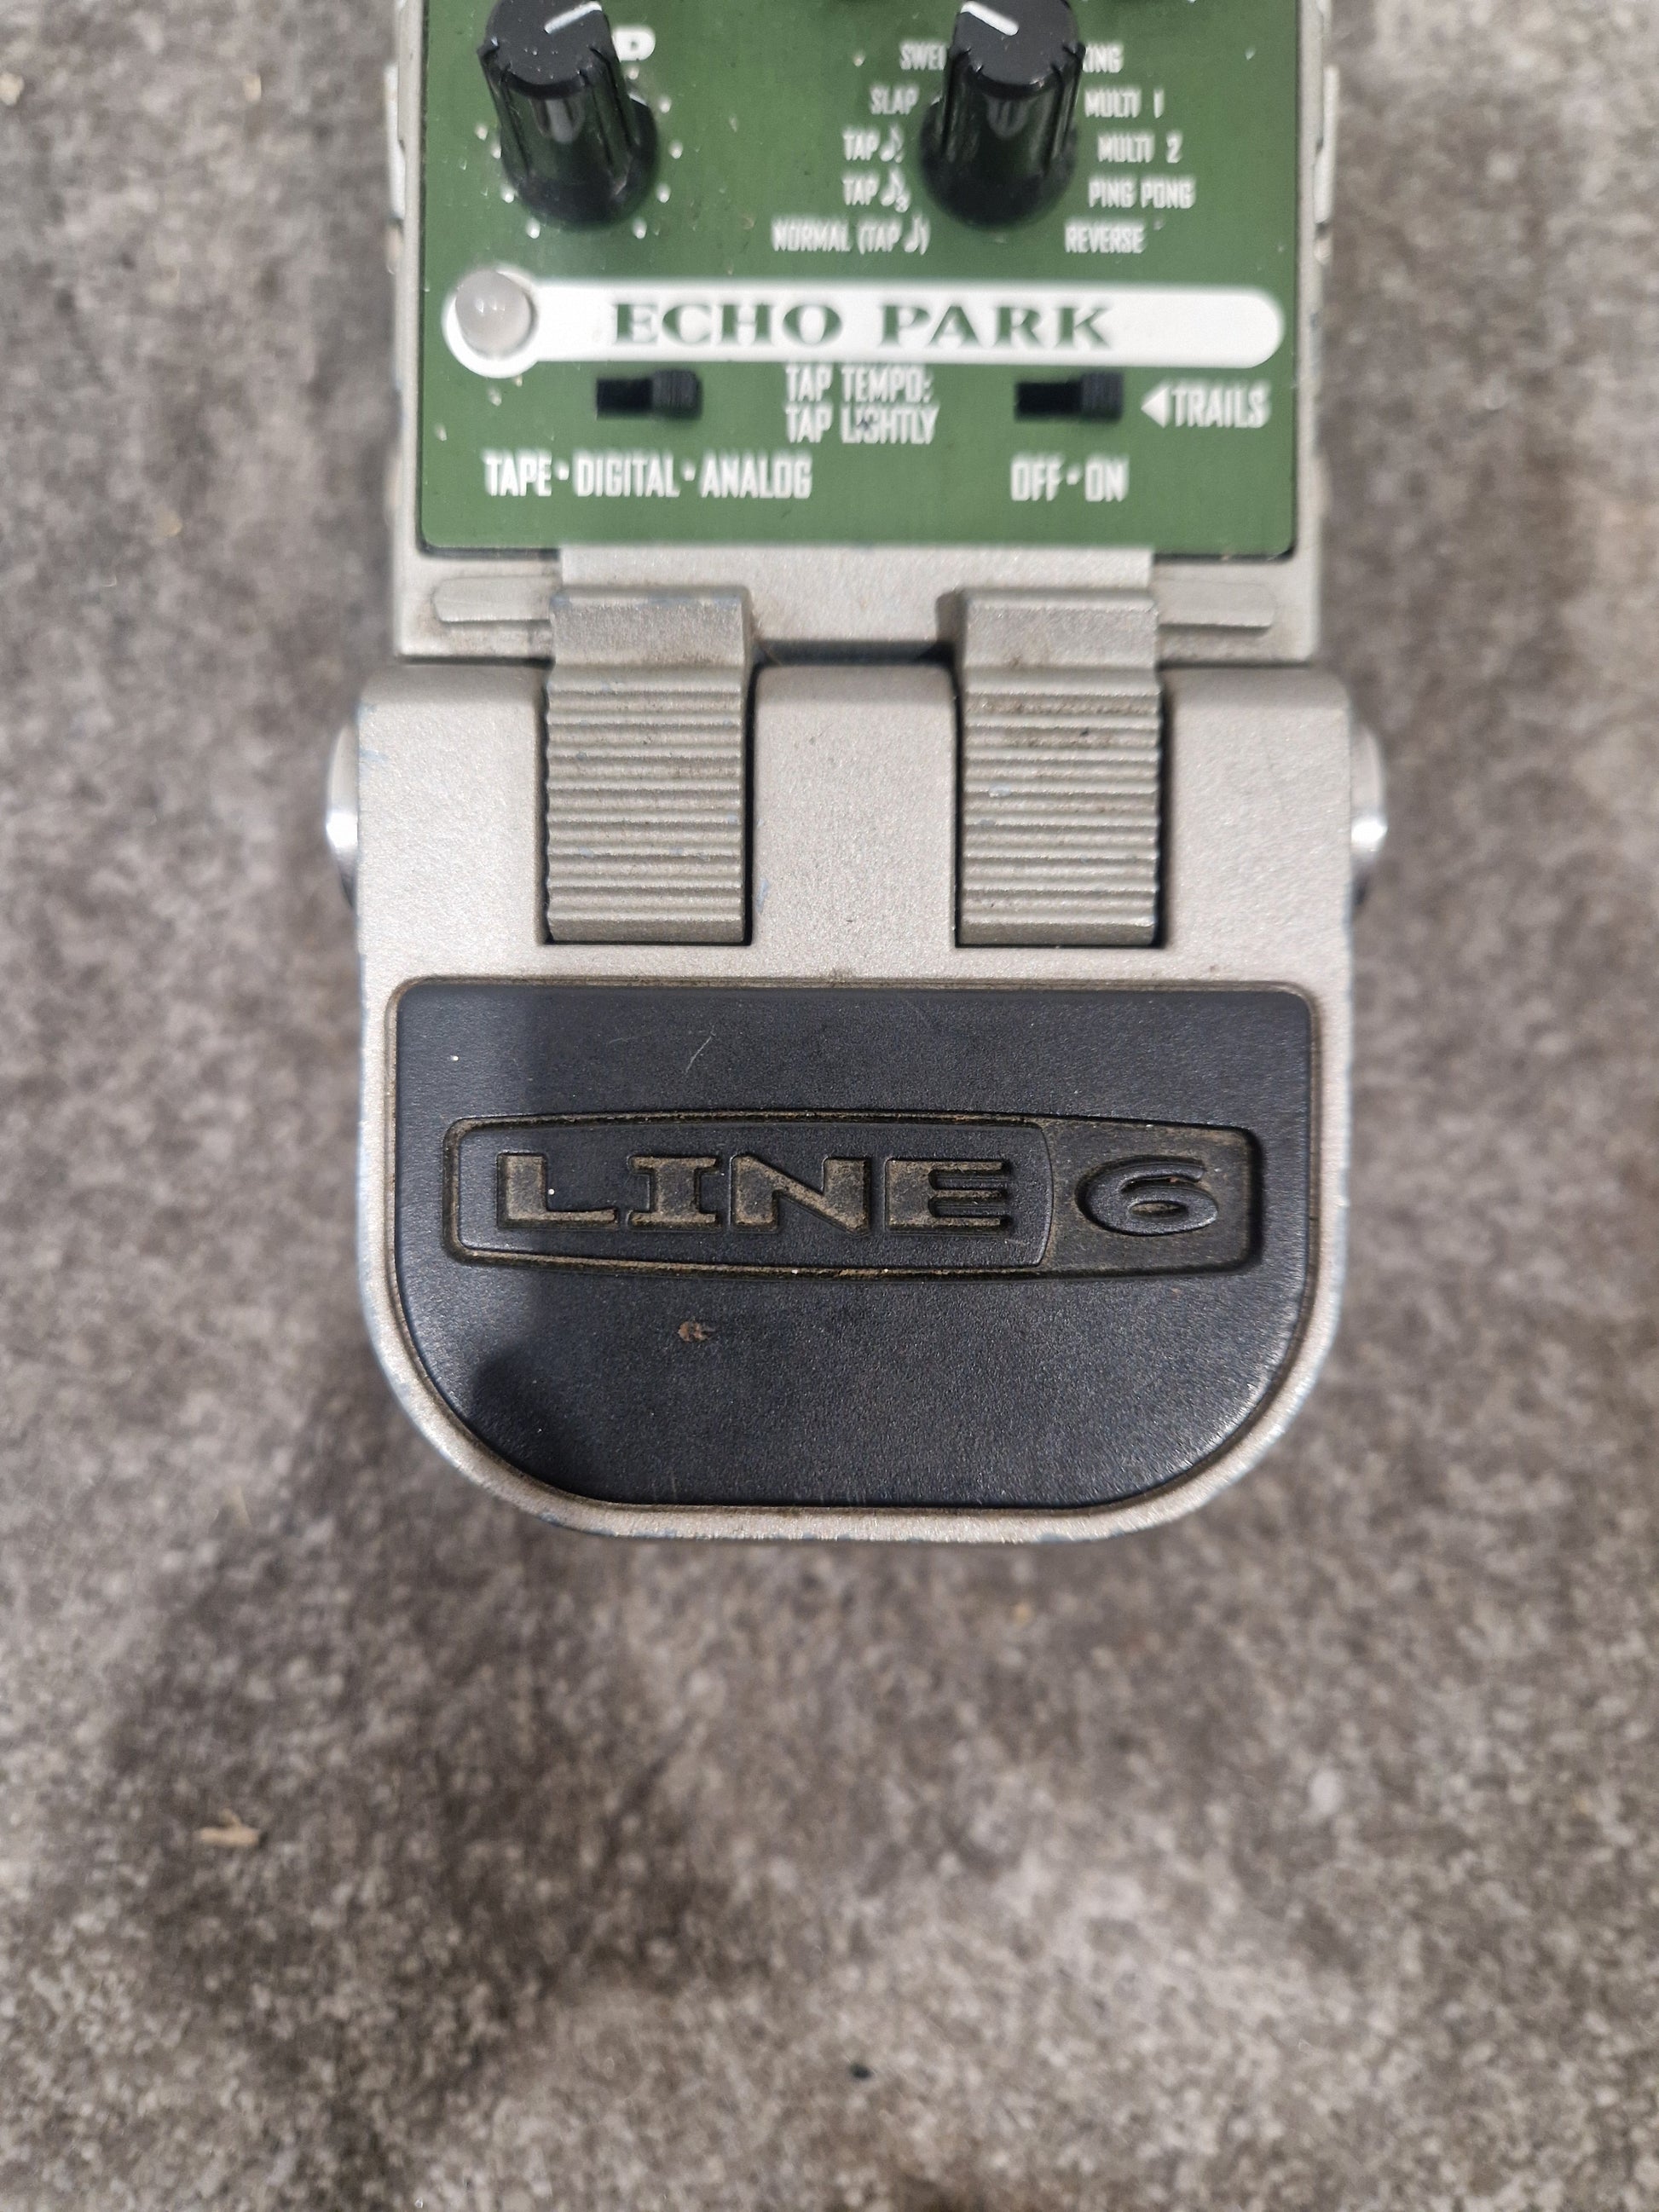 SLAP
MULTI 1
TAP ♪.
MULTI 2
TAP ♪3
PING PONG
NORMAL (TAP ♩)
REVERSE
ECHO PARK
TAP TEMPO:
TAP LIGHTLY
◀TRAILS
TAPE·DIGITAL·ANALOG
OFF·ON
LINE 6